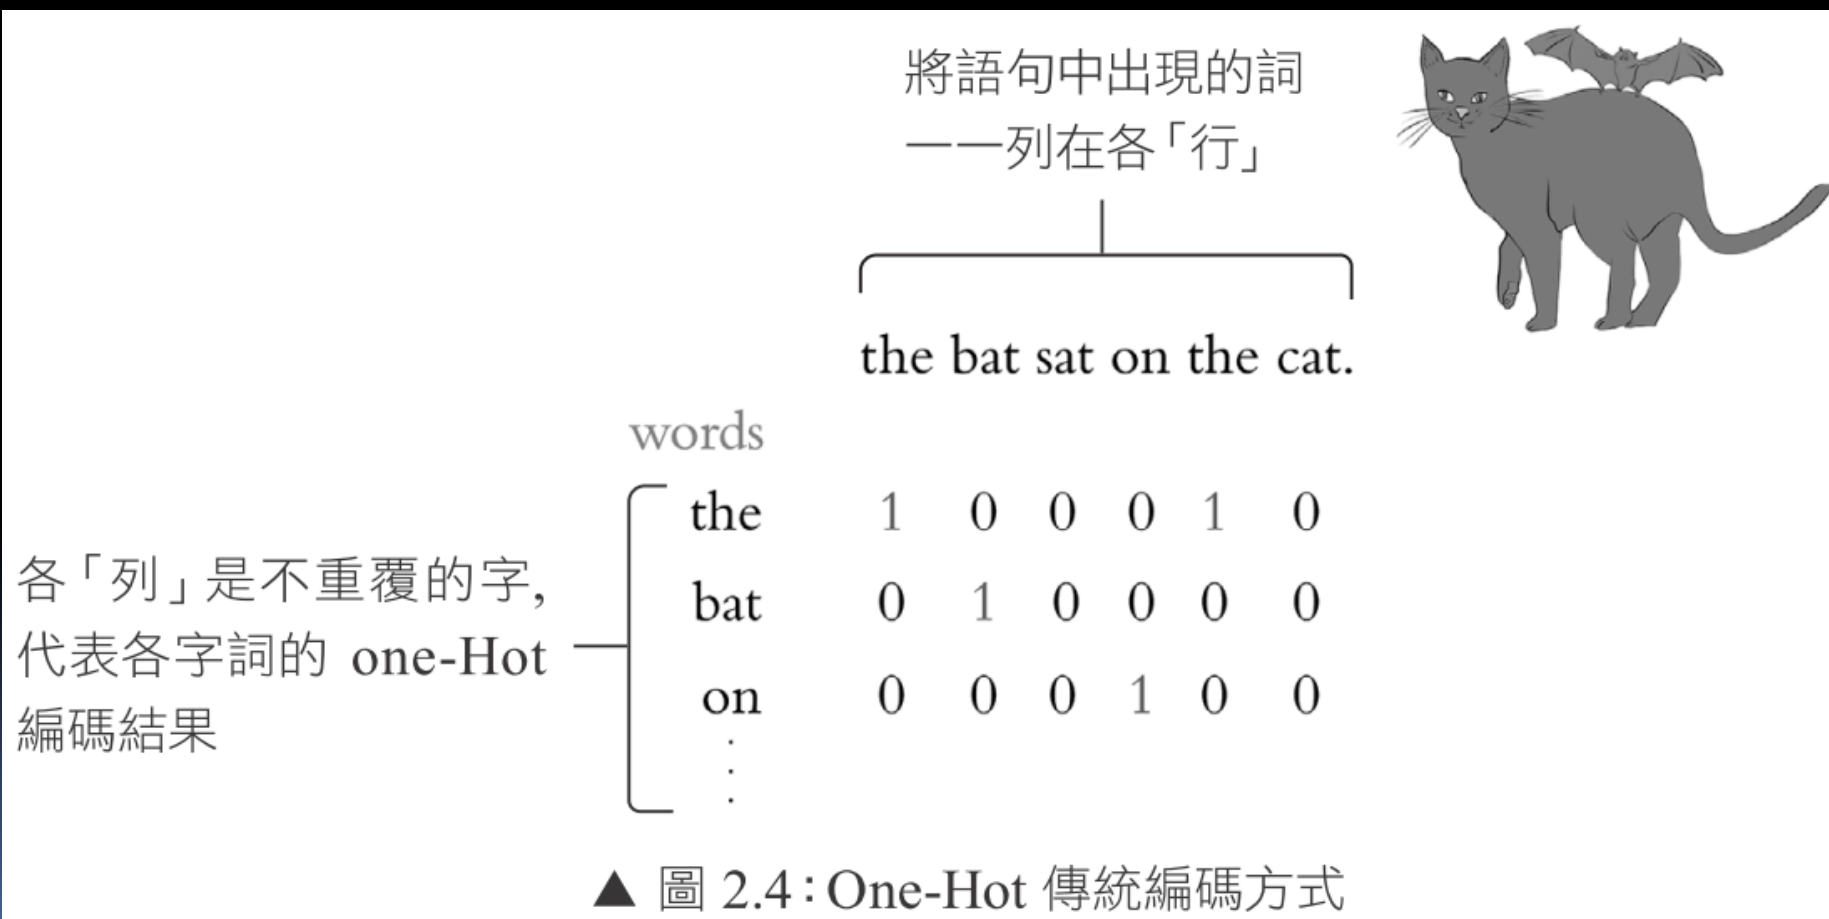 將語句中出現的詞
一一列在各「行」
the bat sat on the cat.
words
the 1 0 0 0 1 0
bat 0 1 0 0 0 0
on 0 0 0 1 0 0
各「列」是不重覆的字,
代表各字詞的 one-Hot
編碼結果
▲ 圖 2.4：One-Hot 傳統編碼方式